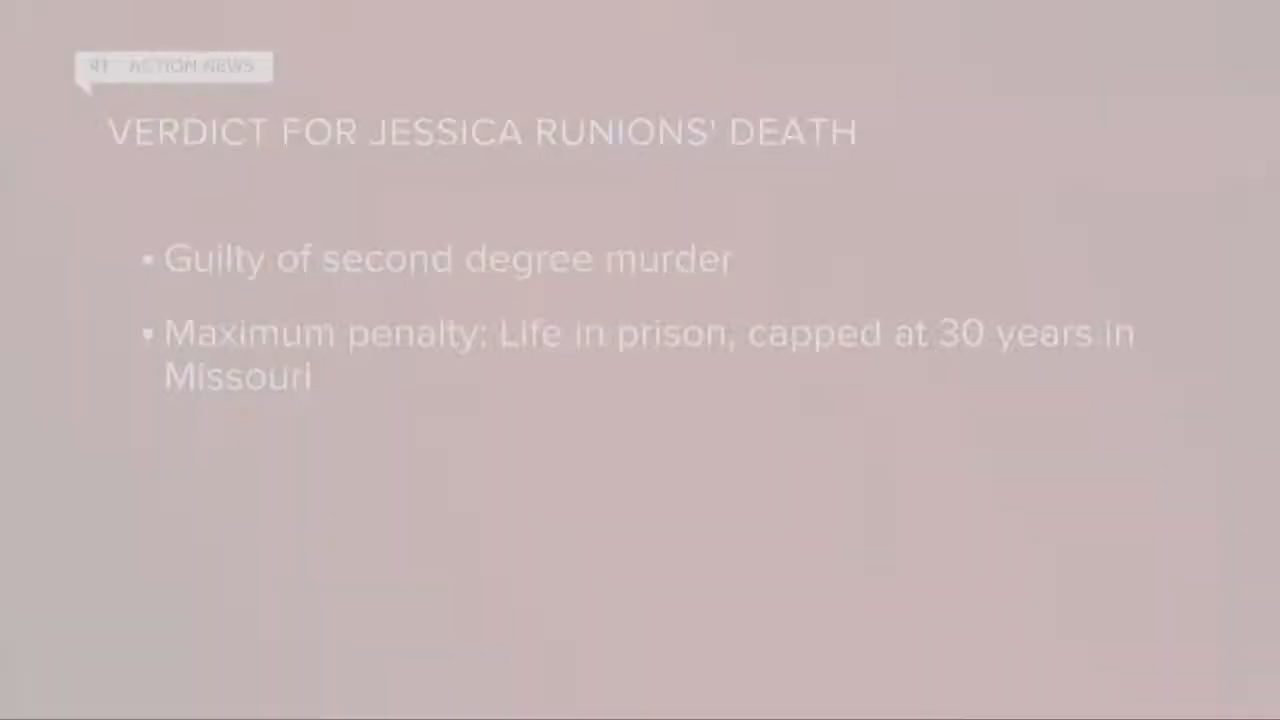 41 ACTION NEWS
VERDICT FOR JESSICA RUNIONS' DEATH
▪ Guilty of second degree murder
▪ Maximum penalty: Life in prison, capped at 30 years in
Missouri